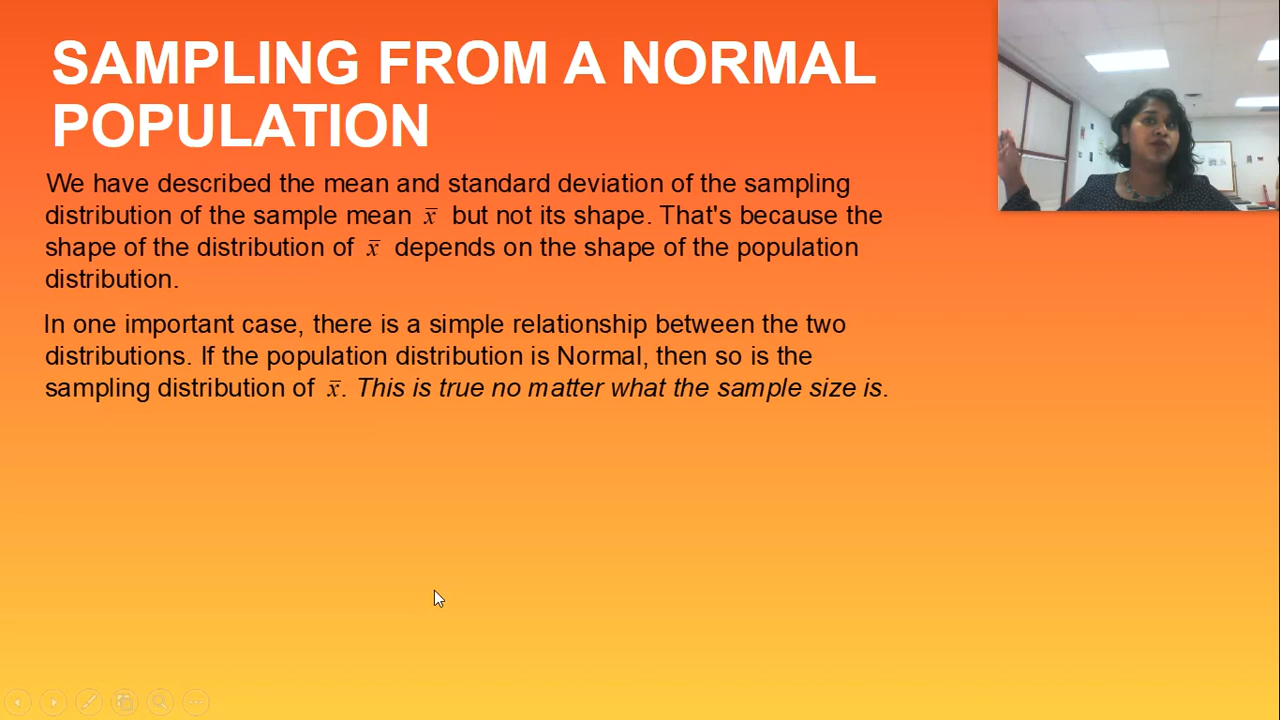 SAMPLING FROM A NORMAL
POPULATION
We have described the mean and standard deviation of the sampling
distribution of the sample mean x̅ but not its shape. That's because the
shape of the distribution of x̅ depends on the shape of the population
distribution.
In one important case, there is a simple relationship between the two
distributions. If the population distribution is Normal, then so is the
sampling distribution of x̅. This is true no matter what the sample size is.